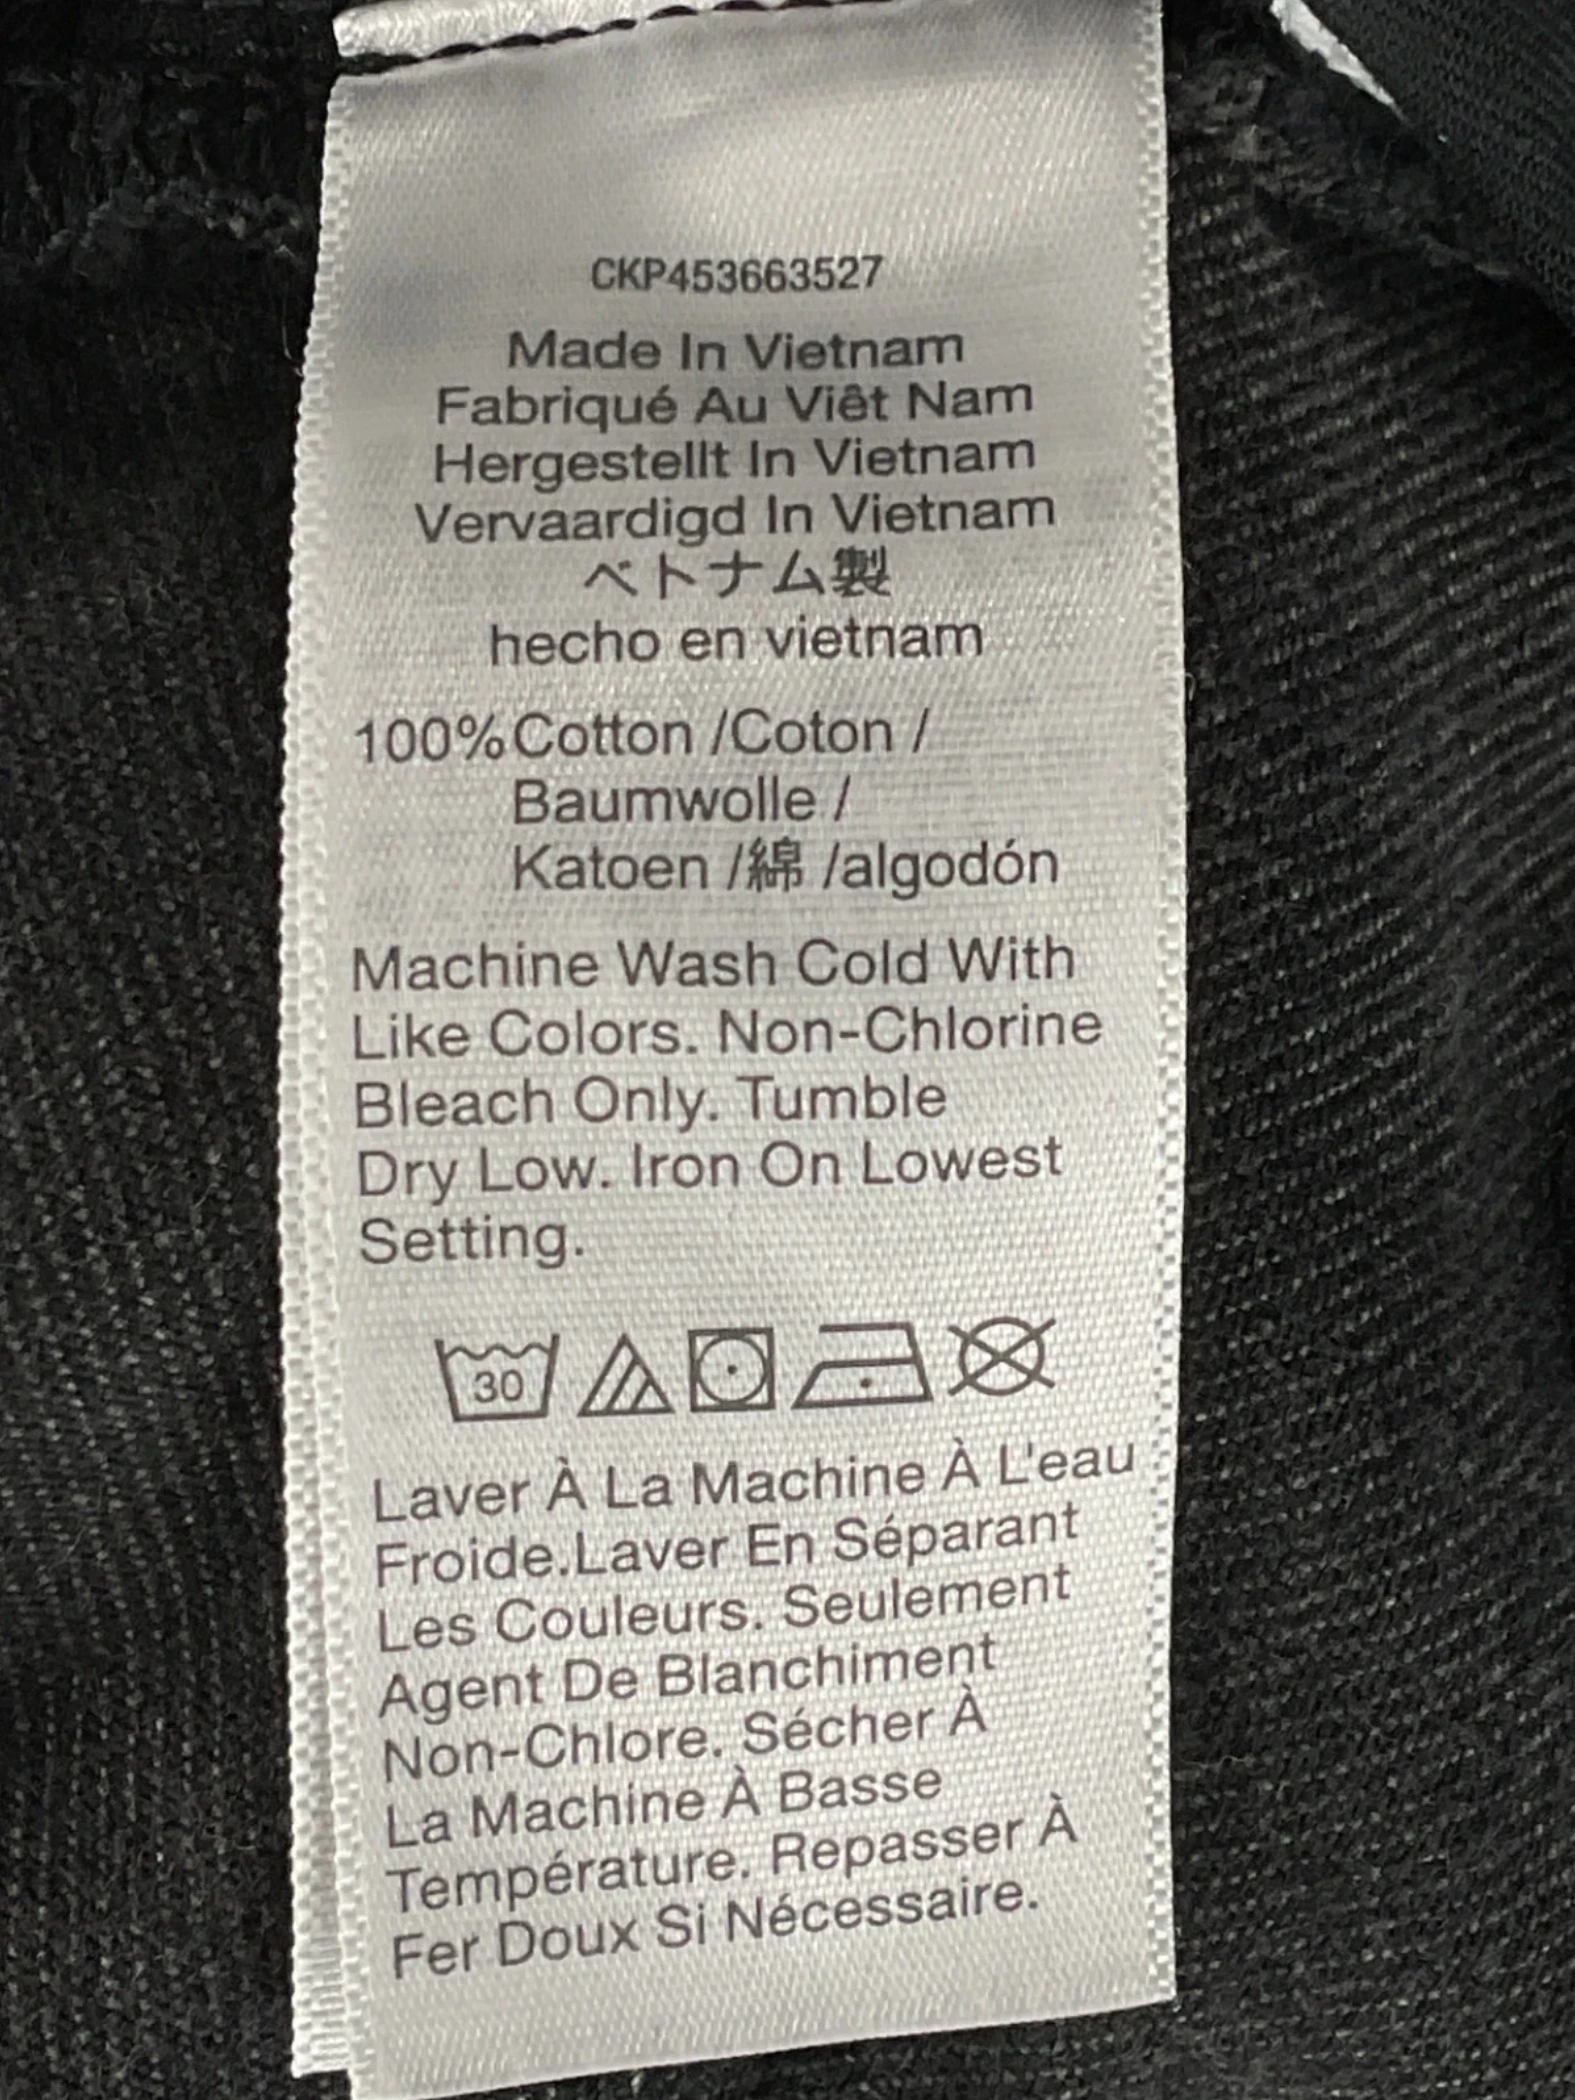 CKP453663527
Made In Vietnam
Fabriqué Au Viêt Nam
Hergestellt In Vietnam
Vervaardigd In Vietnam
ベトナム製
hecho en vietnam
100% Cotton /Coton /
Baumwolle /
Katoen /綿 /algodón
Machine Wash Cold With
Like Colors. Non-Chlorine
Bleach Only. Tumble
Dry Low. Iron On Lowest
Setting.
30
Laver À La Machine À L'eau
Froide.Laver En Séparant
Les Couleurs. Seulement
Agent De Blanchiment
Non-Chlore. Sécher À
La Machine À Basse
Température. Repasser À
Fer Doux Si Nécessaire.